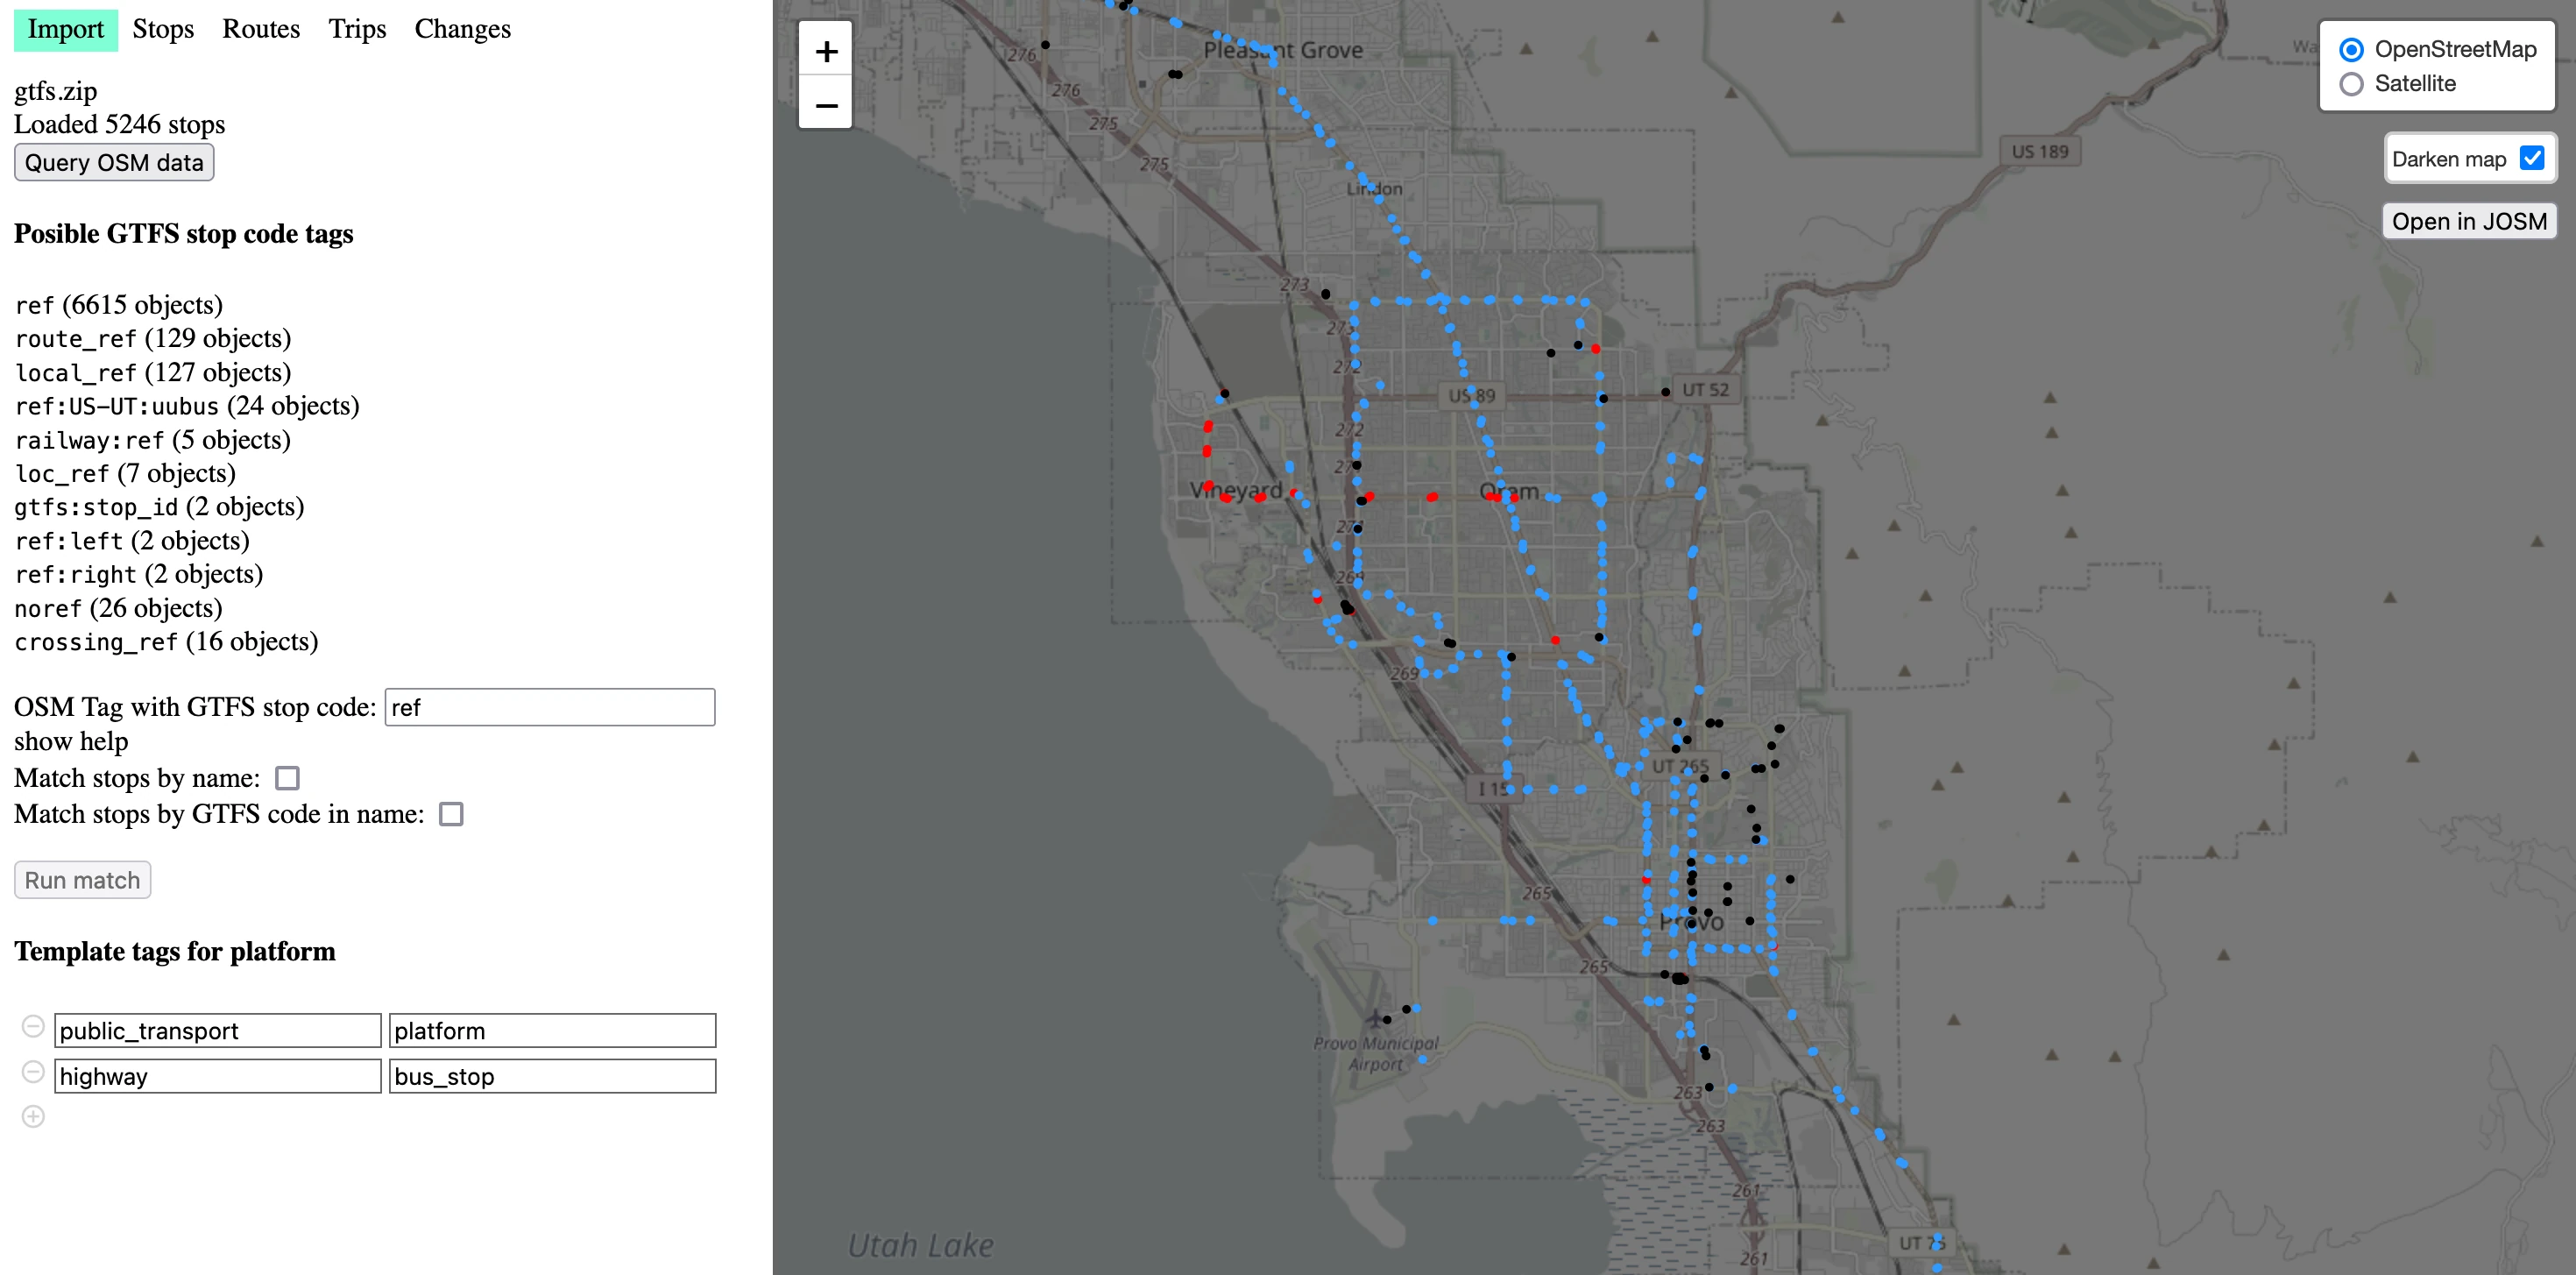 Import Stops Routes Trips Changes
gtfs.zip
Loaded 5246 stops
Query OSM data
Posible GTFS stop code tags
ref (6615 objects)
route_ref (129 objects)
local_ref (127 objects)
ref:US-UT:uubus (24 objects)
railway:ref (5 objects)
loc_ref (7 objects)
gtfs:stop_id (2 objects)
ref:left (2 objects)
ref:right (2 objects)
noref (26 objects)
crossing_ref (16 objects)
OSM Tag with GTFS stop code: ref
show help
Match stops by name:
Match stops by GTFS code in name:
Run match
Template tags for platform
public_transport platform
highway bus_stop
+
−
OpenStreetMap
Satellite
Darken map
Open in JOSM
Pleasant Grove
276
276
275
275
US 189
Lindon
273
273
272
US 89
UT 52
272
Vineyard
Orem
271
269
269
UT 265
I 15
265
Provo
265
Provo Municipal
Airport
263
263
261
UT 75
261
Utah Lake